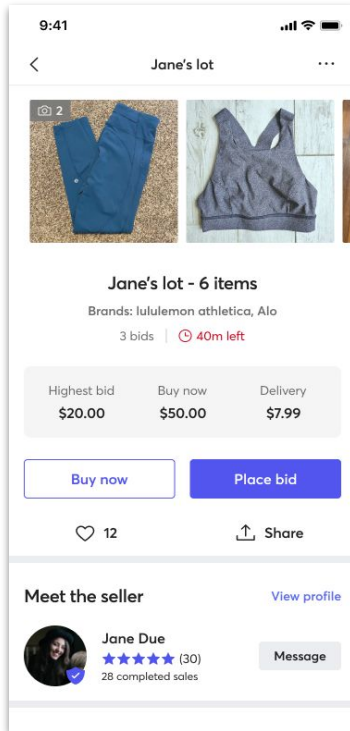 9:41
Jane's lot
2
Jane's lot - 6 items
Brands: lululemon athletica, Alo
3 bids 40m left
Highest bid Buy now Delivery
$20.00 $50.00 $7.99
Buy now Place bid
12 Share
Meet the seller View profile
Jane Due
(30)
Message
28 completed sales